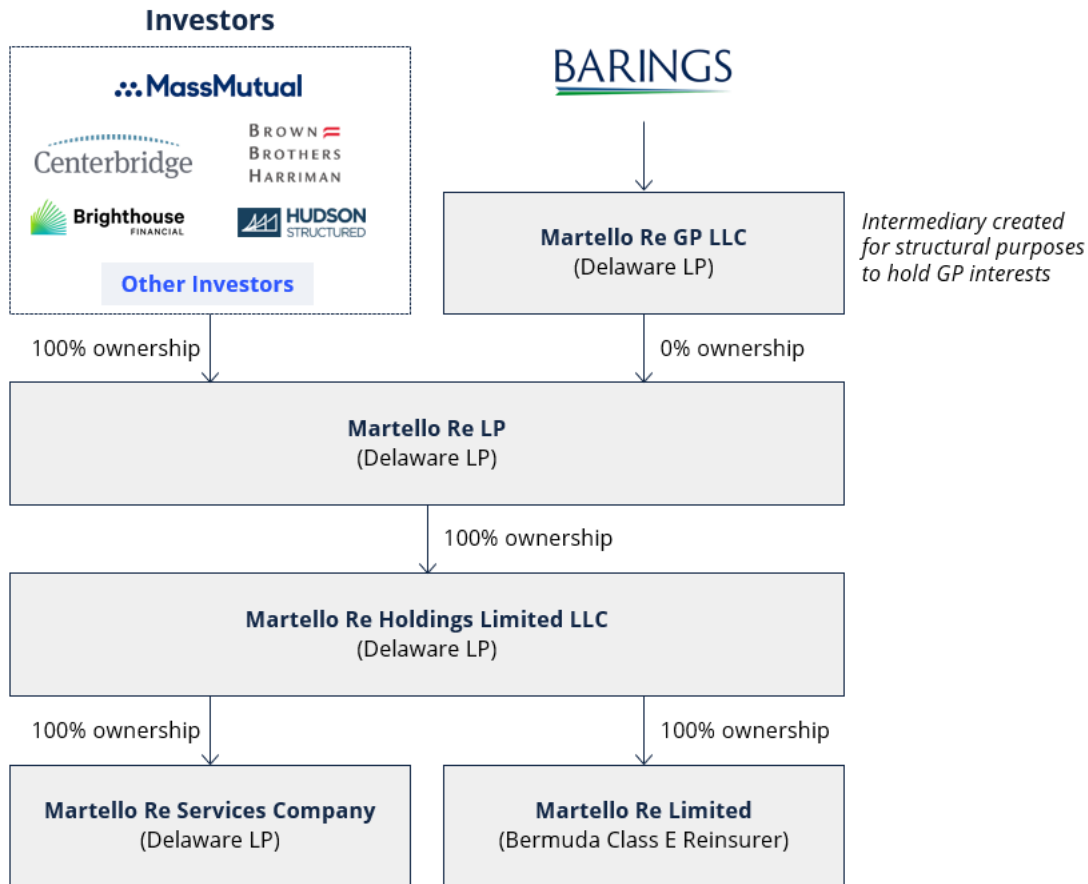 Investors
MassMutual
Centerbridge
BROWN
BROTHERS
HARRIMAN
Brighthouse
FINANCIAL
HUDSON
STRUCTURED
Other Investors
BARINGS
Martello Re GP LLC
(Delaware LP)
Intermediary created
for structural purposes
to hold GP interests
100% ownership
0% ownership
Martello Re LP
(Delaware LP)
100% ownership
Martello Re Holdings Limited LLC
(Delaware LP)
100% ownership
100% ownership
Martello Re Services Company
(Delaware LP)
Martello Re Limited
(Bermuda Class E Reinsurer)